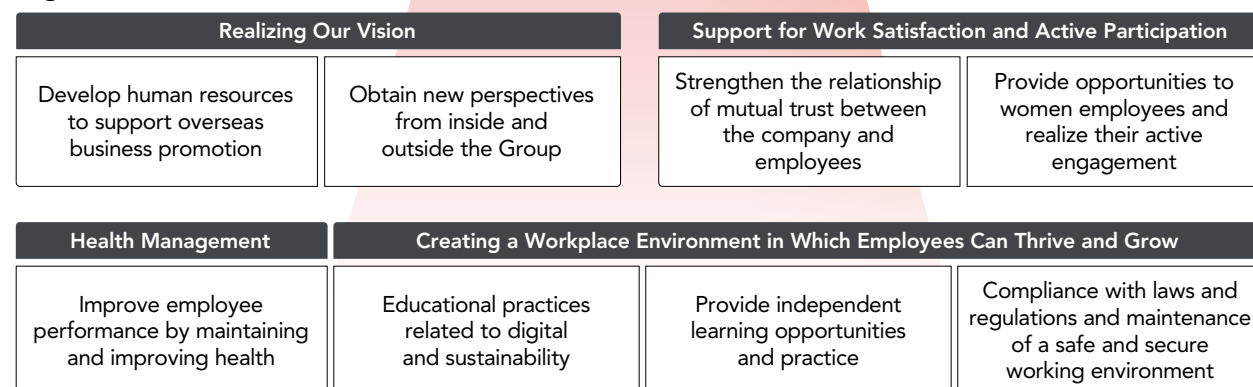 Realizing Our Vision
Develop human resources
to support overseas
business promotion
Obtain new perspectives
from inside and
outside the Group
Support for Work Satisfaction and Active Participation
Strengthen the relationship
of mutual trust between
the company and
employees
Provide opportunities to
women employees and
realize their active
engagement
Health Management
Improve employee
performance by maintaining
and improving health
Creating a Workplace Environment in Which Employees Can Thrive and Grow
Educational practices
related to digital
and sustainability
Provide independent
learning opportunities
and practice
Compliance with laws and
regulations and maintenance
of a safe and secure
working environment